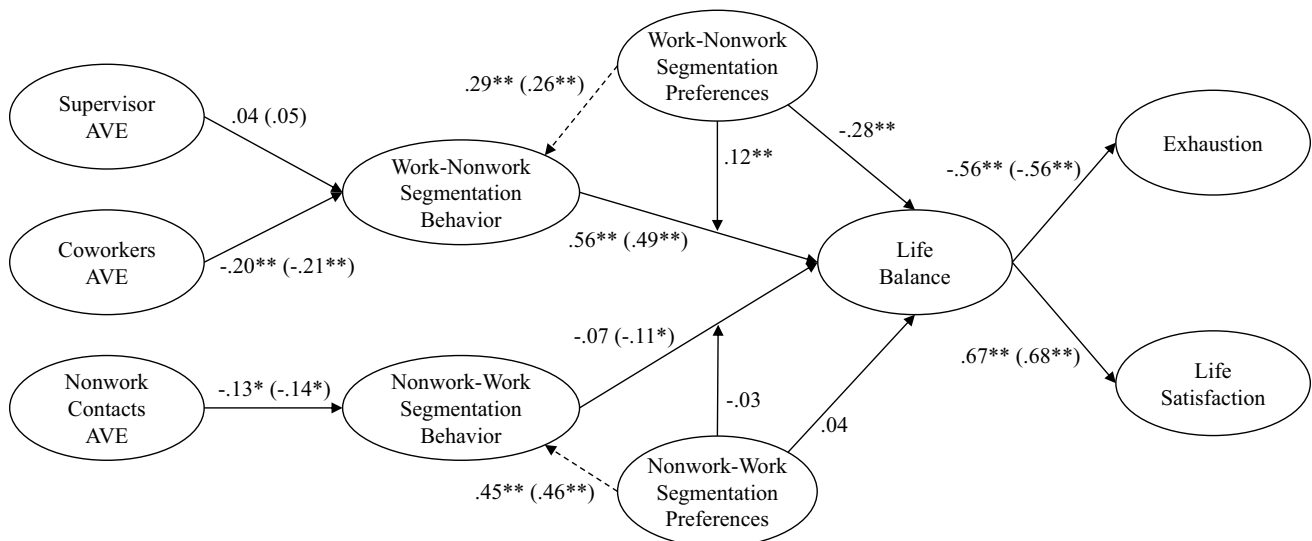 Work-Nonwork
Segmentation
Preferences
.29** (.26**)
Supervisor
AVE
.04 (.05)
-.28**
Exhaustion
.12**
Work-Nonwork
Segmentation
Behavior
-.56** (-.56**)
.56** (.49**)
Coworkers
AVE
-.20** (-.21**)
Life
Balance
-.07 (-.11*)
.67** (.68**)
Nonwork
Contacts
AVE
-.13* (-.14*)
Nonwork-Work
Segmentation
Behavior
-.03
.04
Life
Satisfaction
.45** (.46**)
Nonwork-Work
Segmentation
Preferences